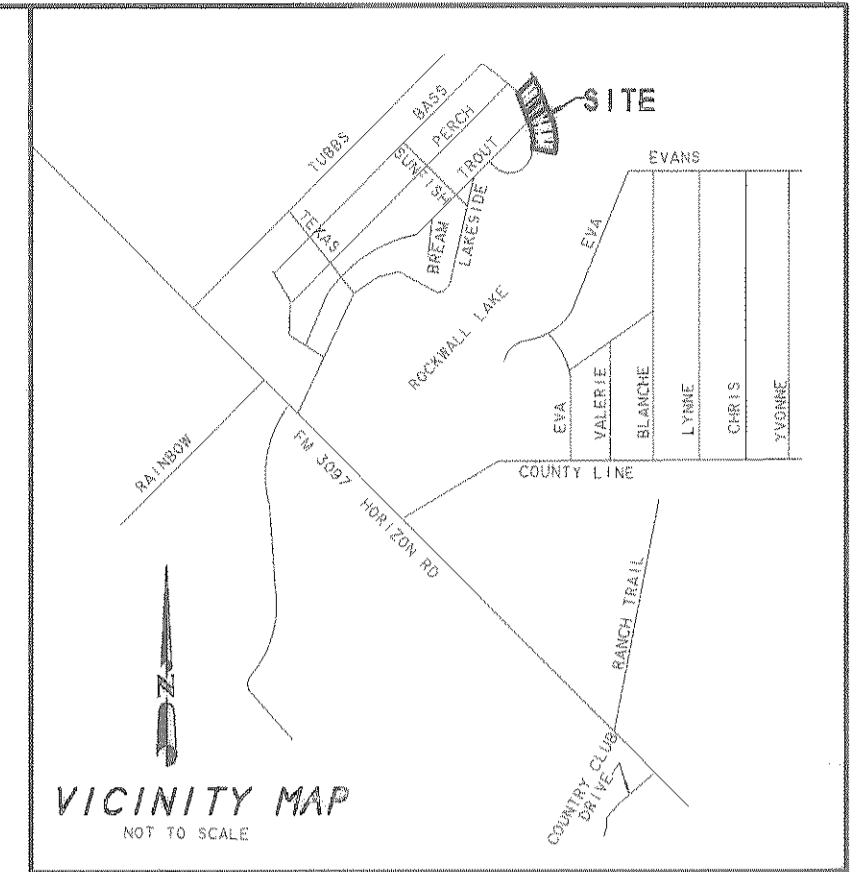 SITE
BASS
PERCH
TUBBS
SUNFISH
TROUT
TEXAS
BREAM
LAKESIDE
EVANS
EVA
ROCKWALL LAKE
EVA
VALERIE
BLANCHE
LYNNE
CHRIS
YVONNE
RAINBOW
FM 3097 HORIZON RD
COUNTY LINE
RANCH TRAIL
COUNTRY CLUB
DRIVE
N
VICINITY MAP
NOT TO SCALE